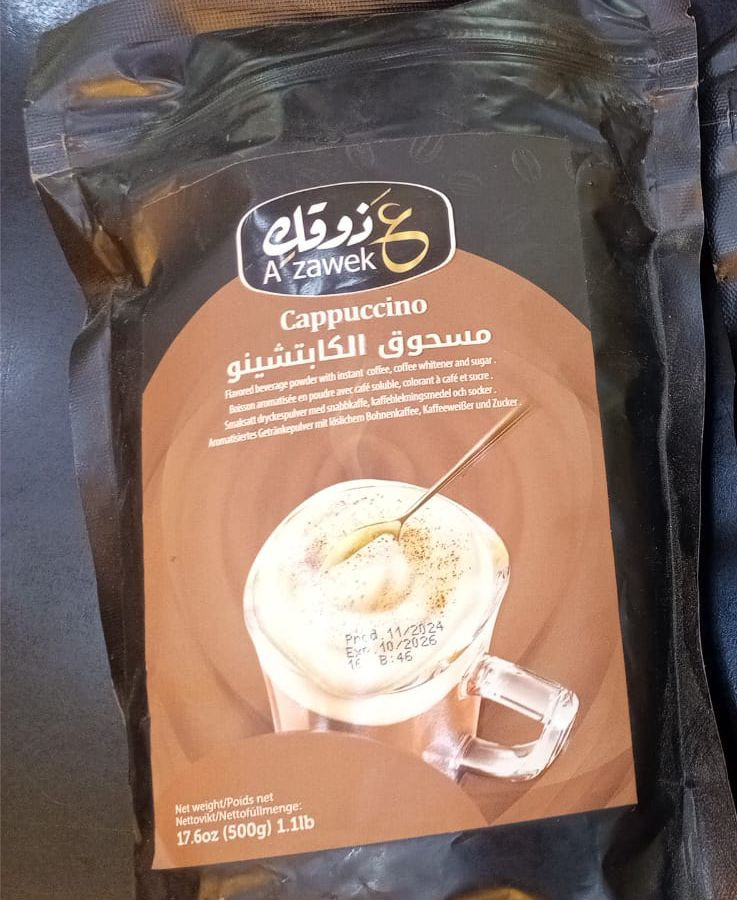 ع ذوقك
A'zawek
Cappuccino
مسحوق الكابتشينو
Flavored beverage powder with instant coffee, coffee whitener and sugar .
Boisson aromatisée en poudre avec café soluble, colorant à café et sucre .
Smaksatt dryckespulver med snabbkaffe, kaffeblekningsmedel och socker .
Aromatisiertes Getränkepulver mit löslichem Bohnenkaffee, Kaffeeweißer und Zucker .
Prod. 11/2024
Exp. 10/2026
16 B:46
Net weight/Poids net
Nettovikt/Nettofüllmenge:
17.6oz (500g) 1.1lb